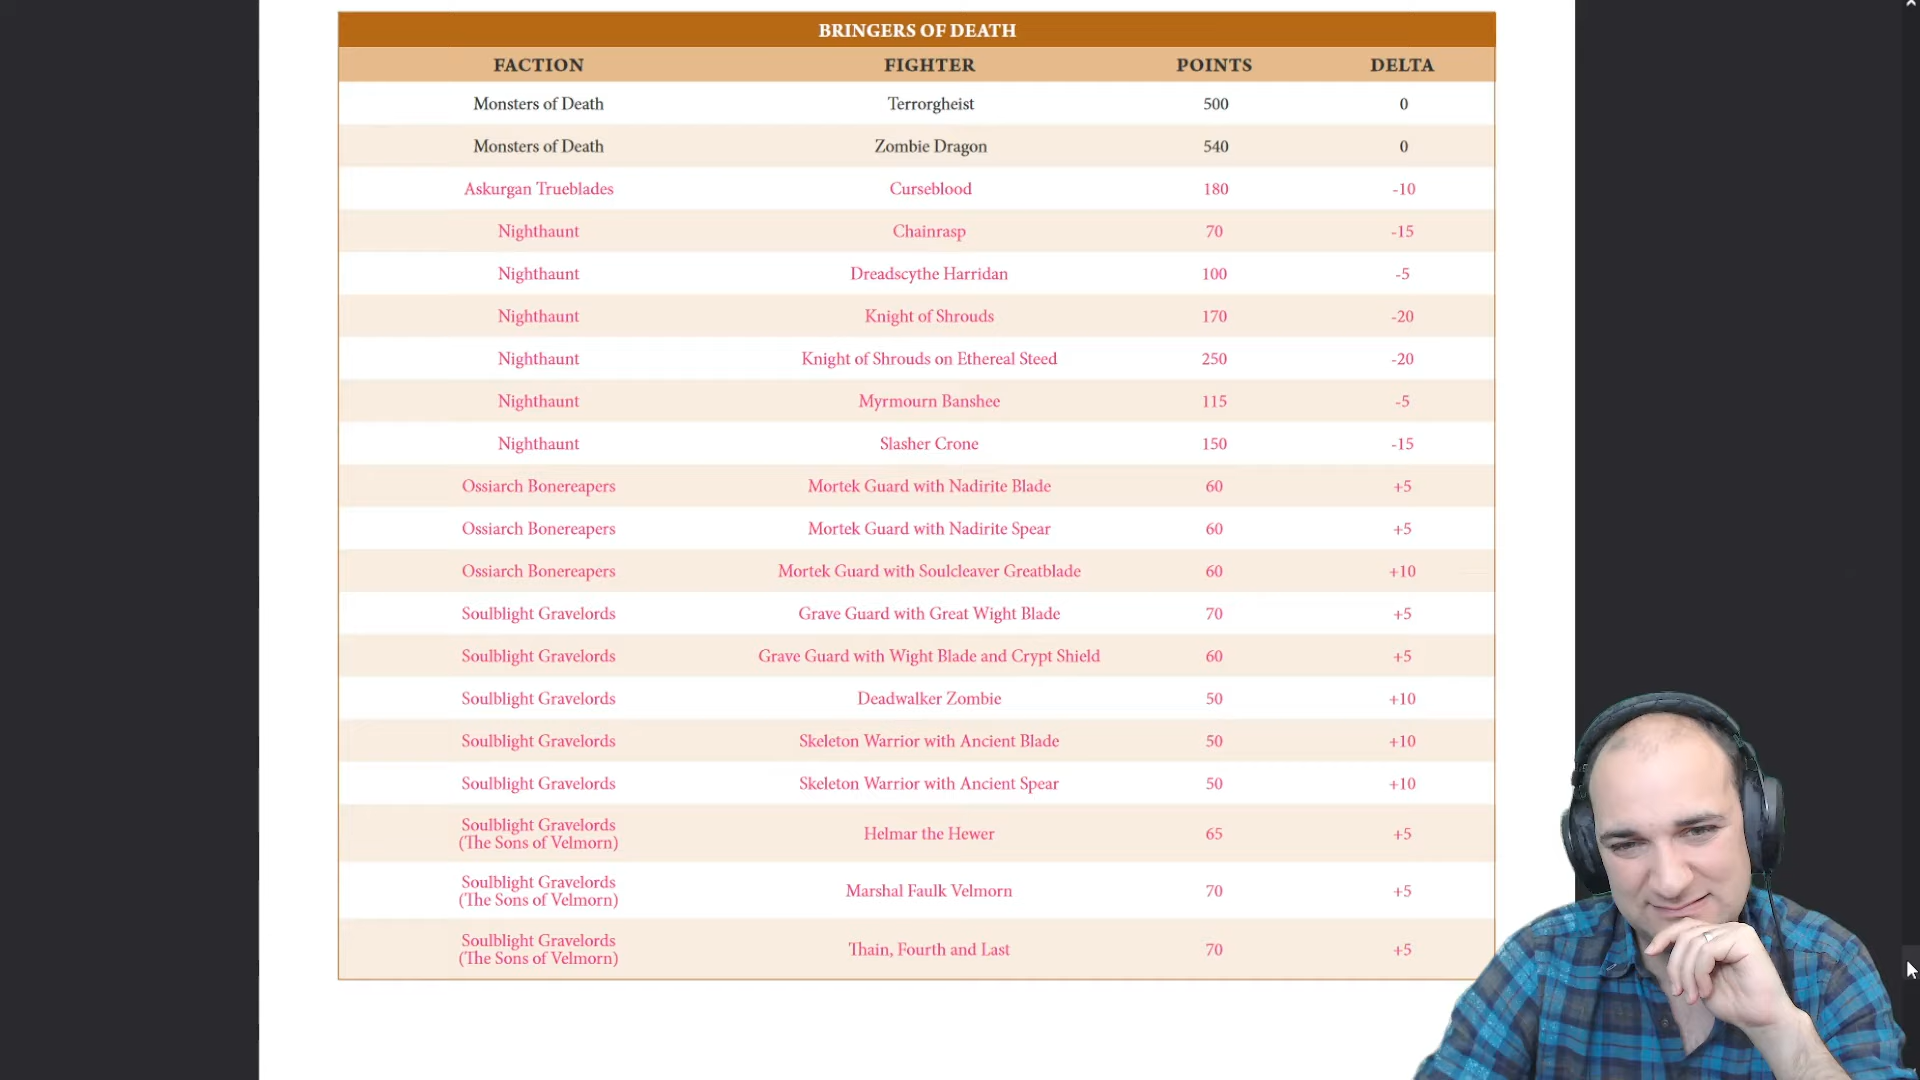 BRINGERS OF DEATH
FACTION FIGHTER POINTS DELTA
Monsters of Death Terrorgheist 500 0
Monsters of Death Zombie Dragon 540 0
Askurgan Trueblades Curseblood 180 -10
Nighthaunt Chainrasp 70 -15
Nighthaunt Dreadscythe Harridan 100 -5
Nighthaunt Knight of Shrouds 170 -20
Nighthaunt Knight of Shrouds on Ethereal Steed 250 -20
Nighthaunt Myrmourn Banshee 115 -5
Nighthaunt Slasher Crone 150 -15
Ossiarch Bonereapers Mortek Guard with Nadirite Blade 60 +5
Ossiarch Bonereapers Mortek Guard with Nadirite Spear 60 +5
Ossiarch Bonereapers Mortek Guard with Soulcleaver Greatblade 60 +10
Soulblight Gravelords Grave Guard with Great Wight Blade 70 +5
Soulblight Gravelords Grave Guard with Wight Blade and Crypt Shield 60 +5
Soulblight Gravelords Deadwalker Zombie 50 +10
Soulblight Gravelords Skeleton Warrior with Ancient Blade 50 +10
Soulblight Gravelords Skeleton Warrior with Ancient Spear 50 +10
Soulblight Gravelords
(The Sons of Velmorn) Helmar the Hewer 65 +5
Soulblight Gravelords
(The Sons of Velmorn) Marshal Faulk Velmorn 70 +5
Soulblight Gravelords
(The Sons of Velmorn) Thain, Fourth and Last 70 +5